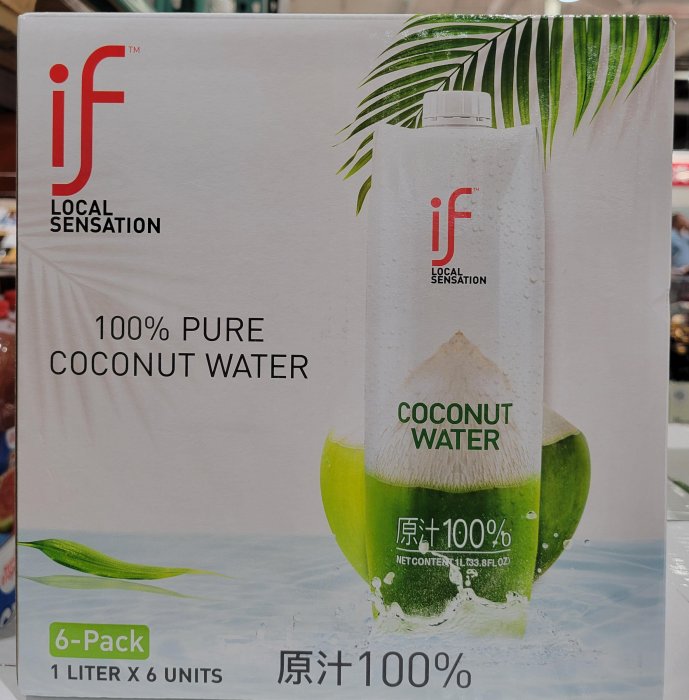 if™
LOCAL
SENSATION
100% PURE
COCONUT WATER
if™
LOCAL
SENSATION
COCONUT
WATER
原汁100%
NET CONTENT 1L (33.8FL OZ)
6-Pack
1 LITER X 6 UNITS
原汁100%